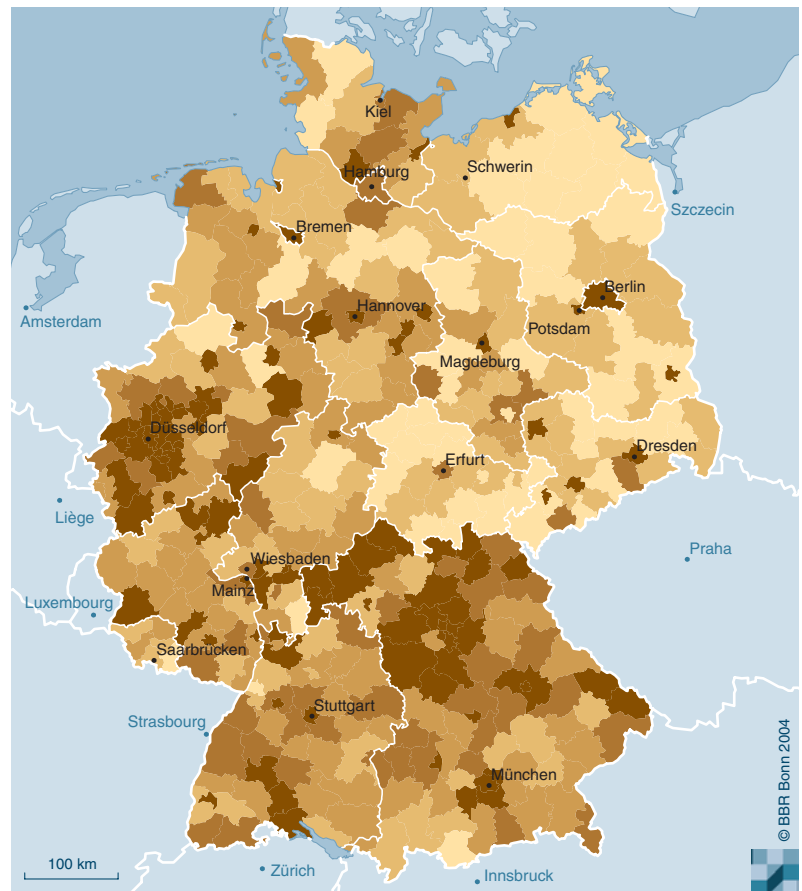 Kiel
Schwerin
Hamburg
Szczecin
Bremen
Berlin
Amsterdam
Hannover
Potsdam
Magdeburg
Düsseldorf
Dresden
Erfurt
Liège
Praha
Wiesbaden
Mainz
Luxembourg
Saarbrücken
Stuttgart
Strasbourg
München
© BBR Bonn 2004
100 km
Zürich
Innsbruck